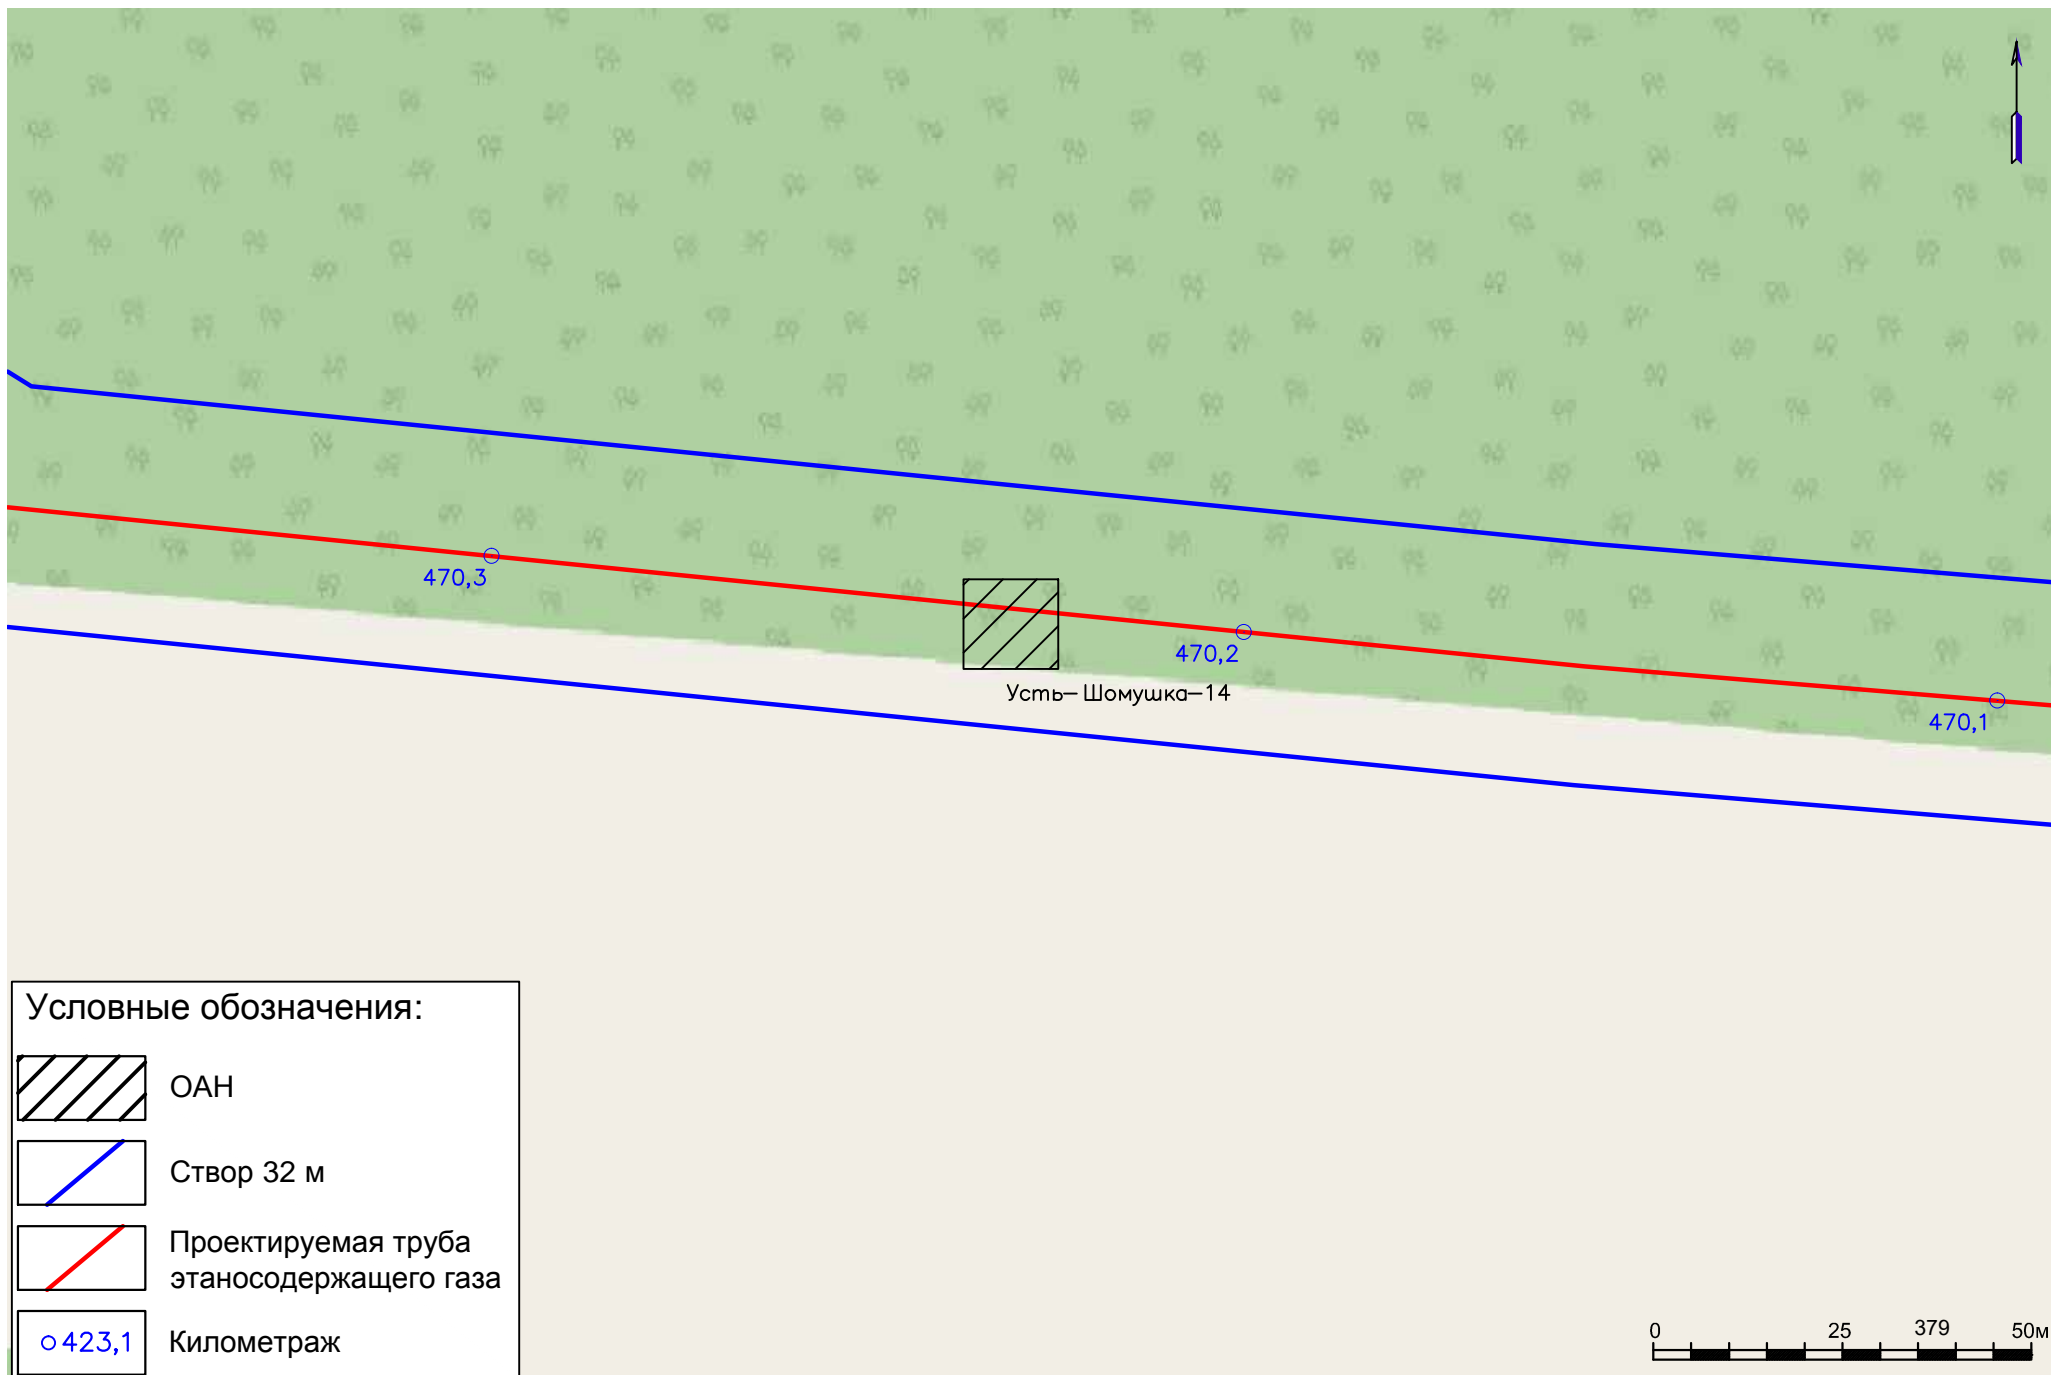 470,3
470,2
Усть-Шомушка-14
470,1
Условные обозначения:
ОАН
Створ 32 м
Проектируемая труба
этаносодержащего газа
423,1 Километраж
0 25 379 50м